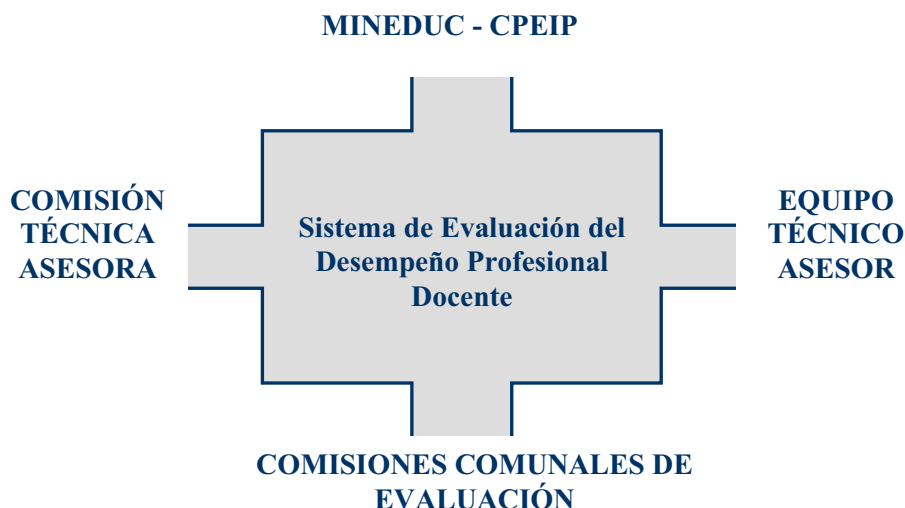 MINEDUC - CPEIP
COMISIÓN
TÉCNICA
ASESORA
Sistema de Evaluación del
Desempeño Profesional
Docente
EQUIPO
TÉCNICO
ASESOR
COMISIONES COMUNALES DE
EVALUACIÓN